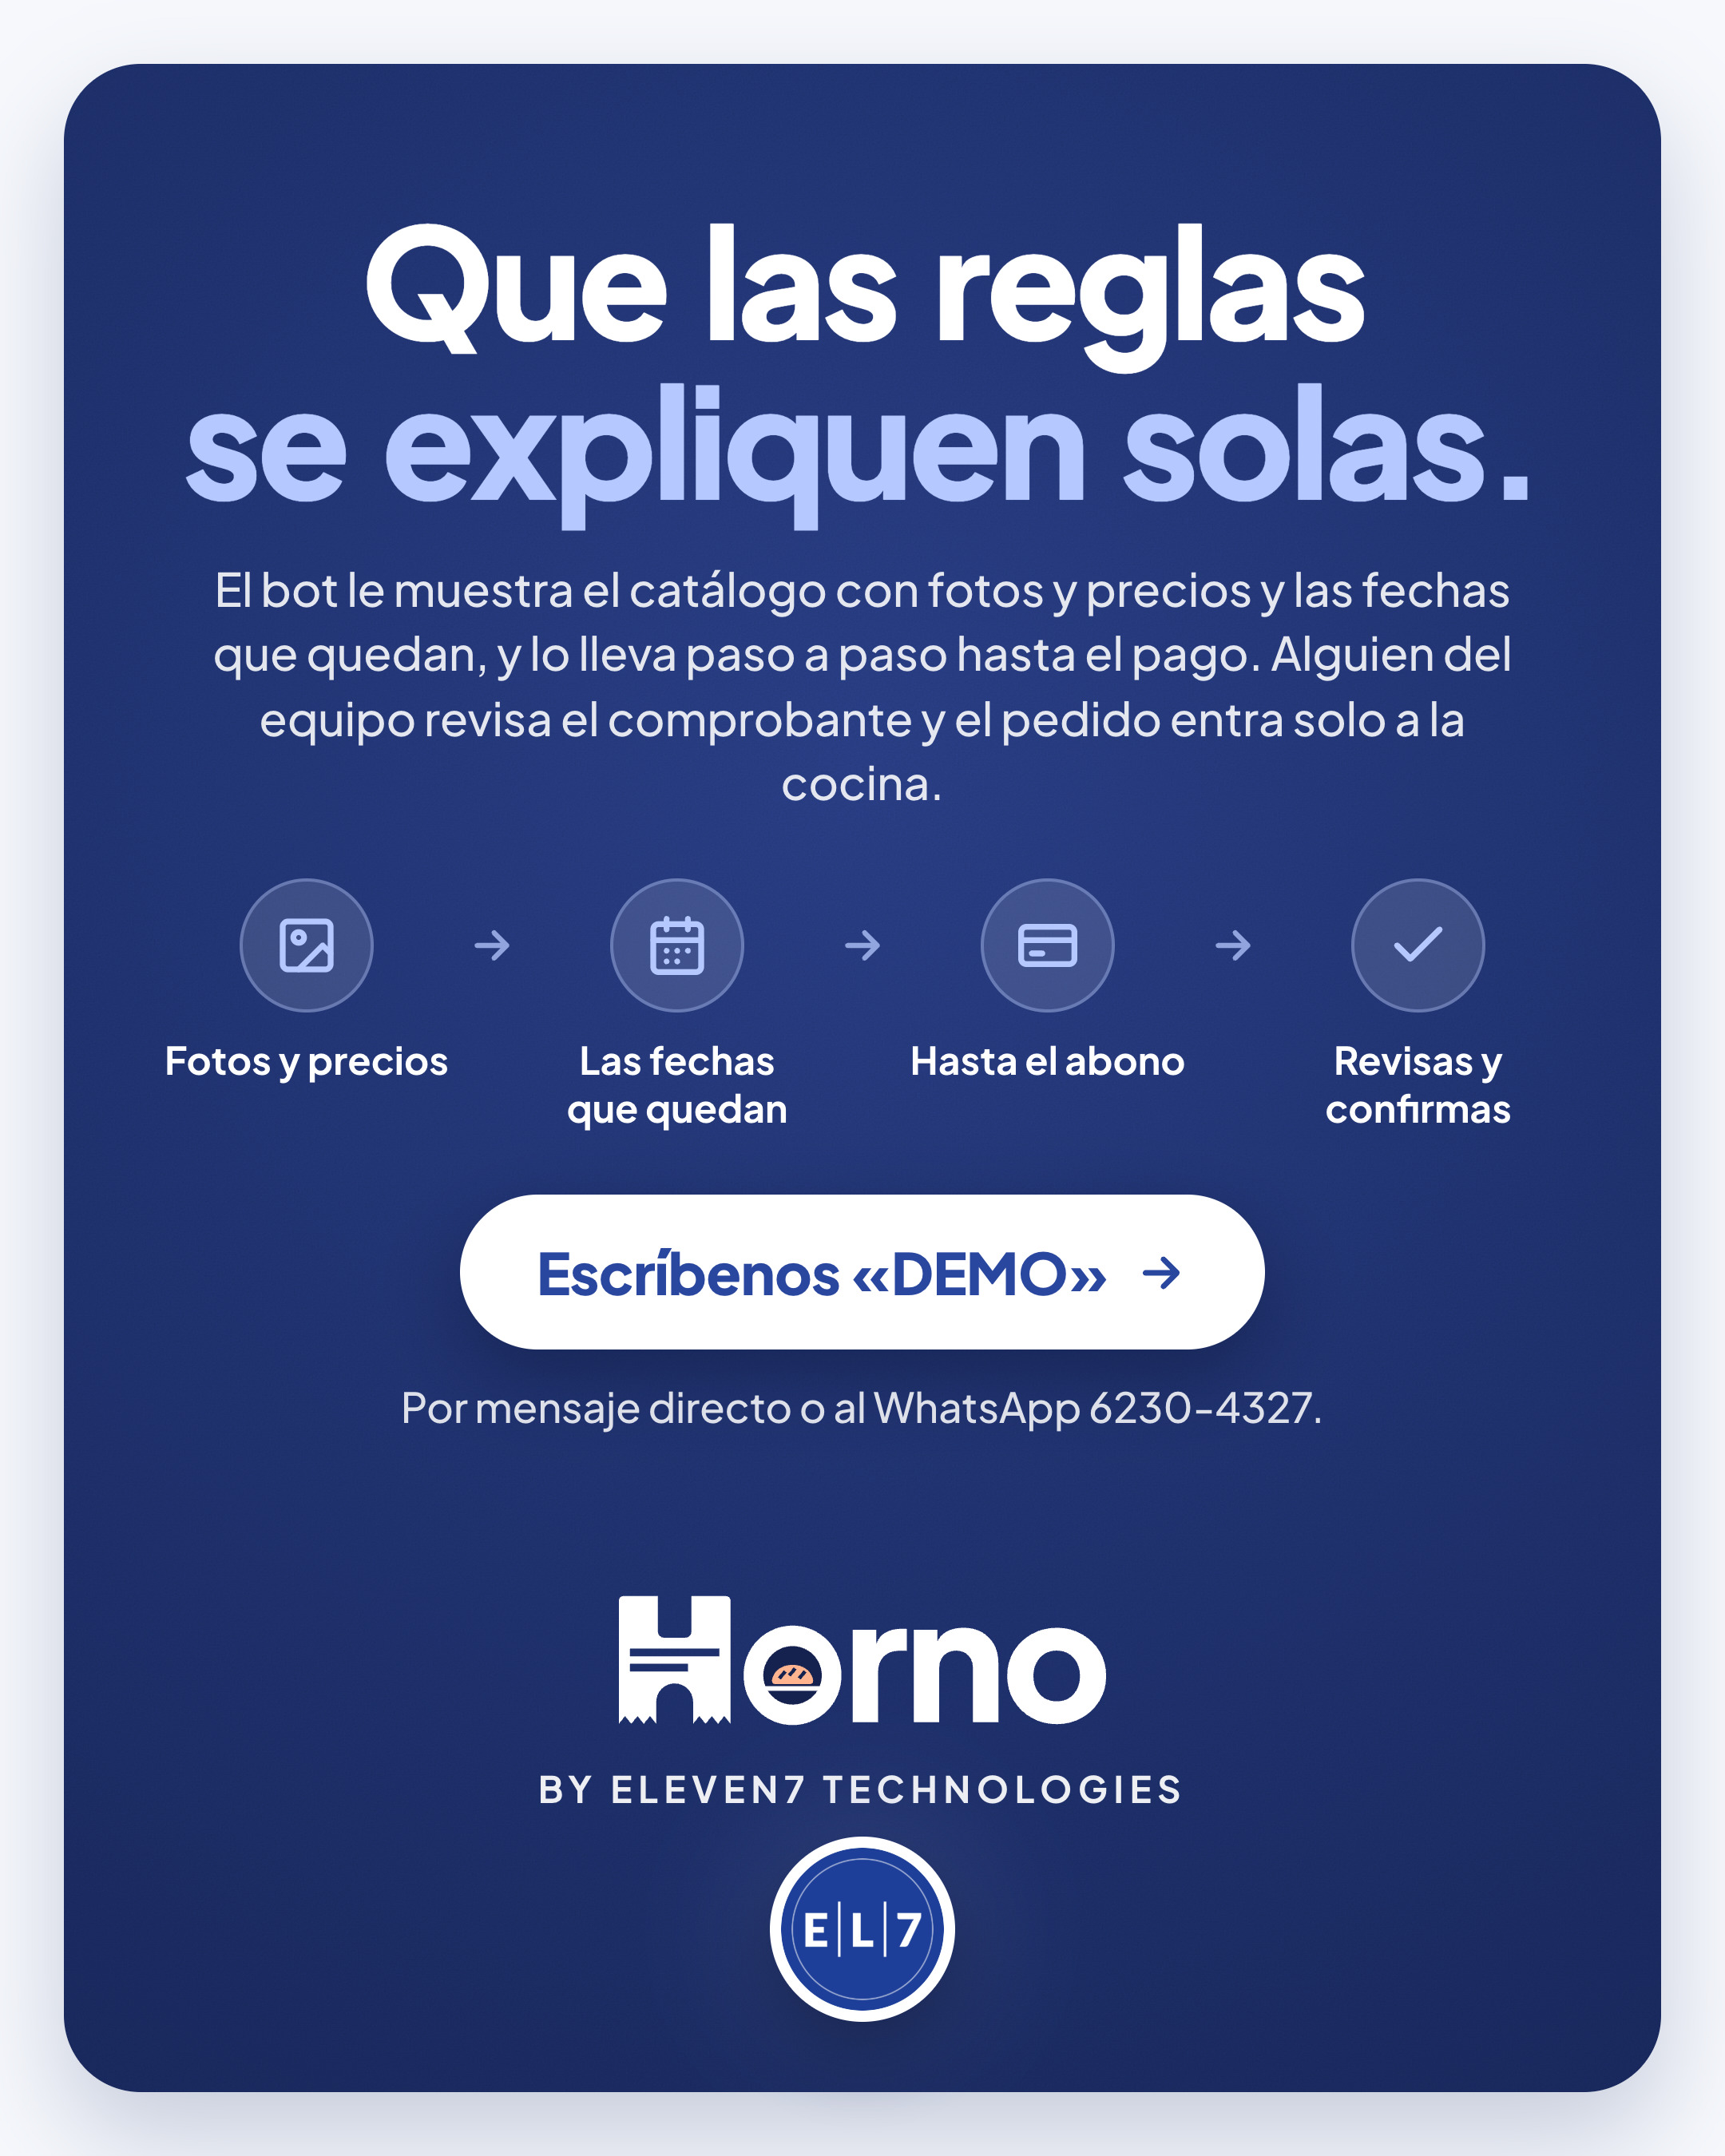 Que las reglas
se expliquen solas.
El bot le muestra el catálogo con fotos y precios y las fechas
que quedan, y lo lleva paso a paso hasta el pago. Alguien del
equipo revisa el comprobante y el pedido entra solo a la
cocina.
Fotos y precios
Las fechas
que quedan
Hasta el abono
Revisas y
confirmas
Escríbenos «DEMO» →
Por mensaje directo o al WhatsApp 6230-4327.
Horno
BY ELEVEN7 TECHNOLOGIES
E|L|7